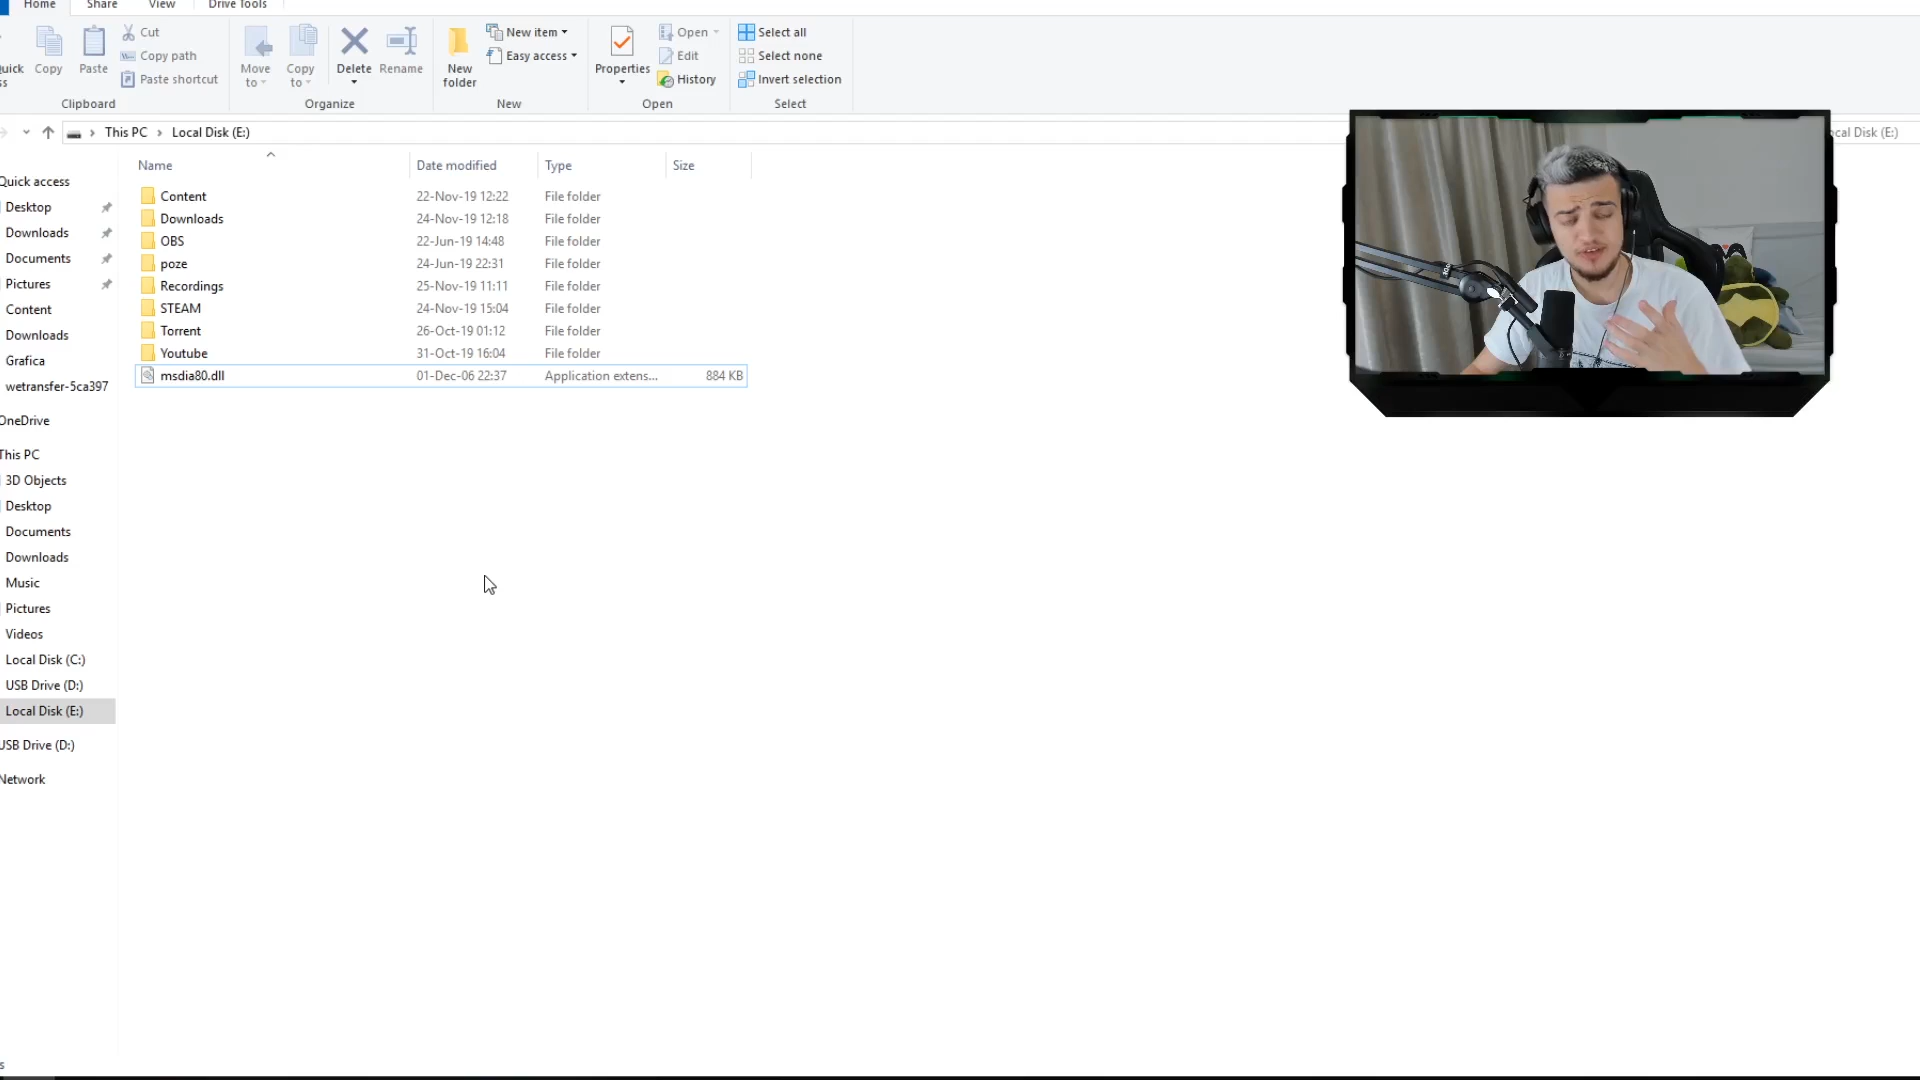 Home Share View Drive Tools
Cut
New item
Open
Select all
Copy path
Easy access
Edit
Select none
Quick
Copy
Paste
Paste shortcut
Move
Copy
Delete
Rename
New
Properties
History
Invert selection
ss
to
to
folder
Clipboard
Organize
New
Open
Select
This PC > Local Disk (E:)
cal Disk (E:)
Name Date modified Type Size
Content 22-Nov-19 12:22 File folder
Downloads 24-Nov-19 12:18 File folder
OBS 22-Jun-19 14:48 File folder
poze 24-Jun-19 22:31 File folder
Recordings 25-Nov-19 11:11 File folder
STEAM 24-Nov-19 15:04 File folder
Torrent 26-Oct-19 01:12 File folder
Youtube 31-Oct-19 16:04 File folder
msdia80.dll 01-Dec-06 22:37 Application extens... 884 KB
Quick access
Desktop
Downloads
Documents
Pictures
Content
Downloads
Grafica
wetransfer-5ca397
OneDrive
This PC
3D Objects
Desktop
Documents
Downloads
Music
Pictures
Videos
Local Disk (C:)
USB Drive (D:)
Local Disk (E:)
USB Drive (D:)
Network
s